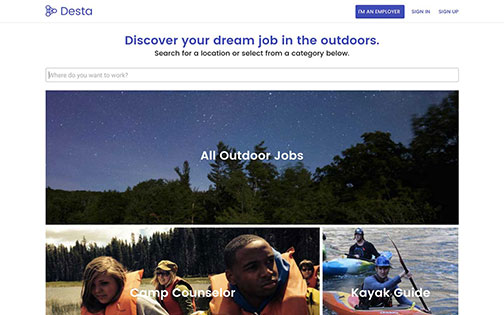 Desta
I'M AN EMPLOYER
SIGN IN
SIGN UP
Discover your dream job in the outdoors.
Search for a location or select from a category below.
Where do you want to work?
All Outdoor Jobs
Camp Counselor
Kayak Guide